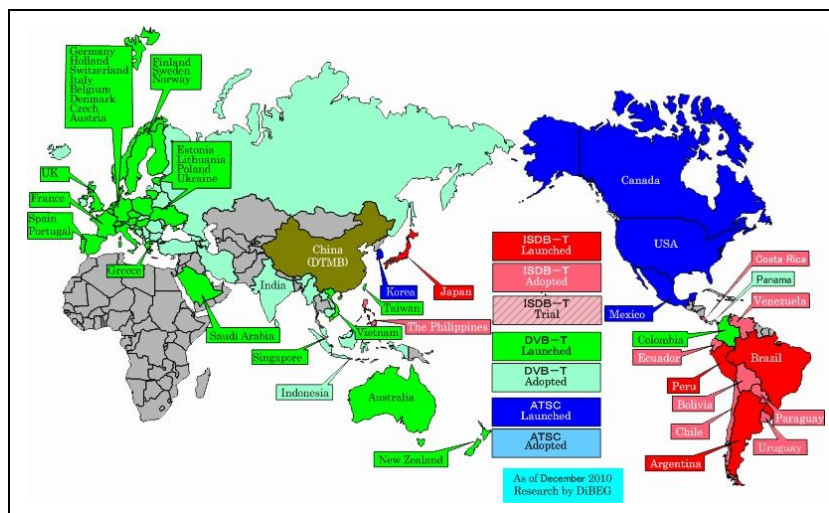 Germany
Holland
Switzerland
Italy
Belgium
Denmark
Czech
Austria
Finland
Sweden
Norway
Estonia
Lithuania
Poland
Ukraine
UK
France
Spain
Portugal
Greece
Saudi Arabia
India
China
(DTMB)
Korea
Japan
Taiwan
Vietnam
The Philippines
Singapore
Indonesia
Australia
New Zealand
ISDB-T
Launched
ISDB-T
Adopted
ISDB-T
Trial
DVB-T
Launched
DVB-T
Adopted
ATSC
Launched
ATSC
Adopted
As of December 2010
Research by DiBEG
Canada
USA
Mexico
Costa Rica
Panama
Venezuela
Colombia
Ecuador
Brazil
Peru
Bolivia
Paraguay
Chile
Uruguay
Argentina